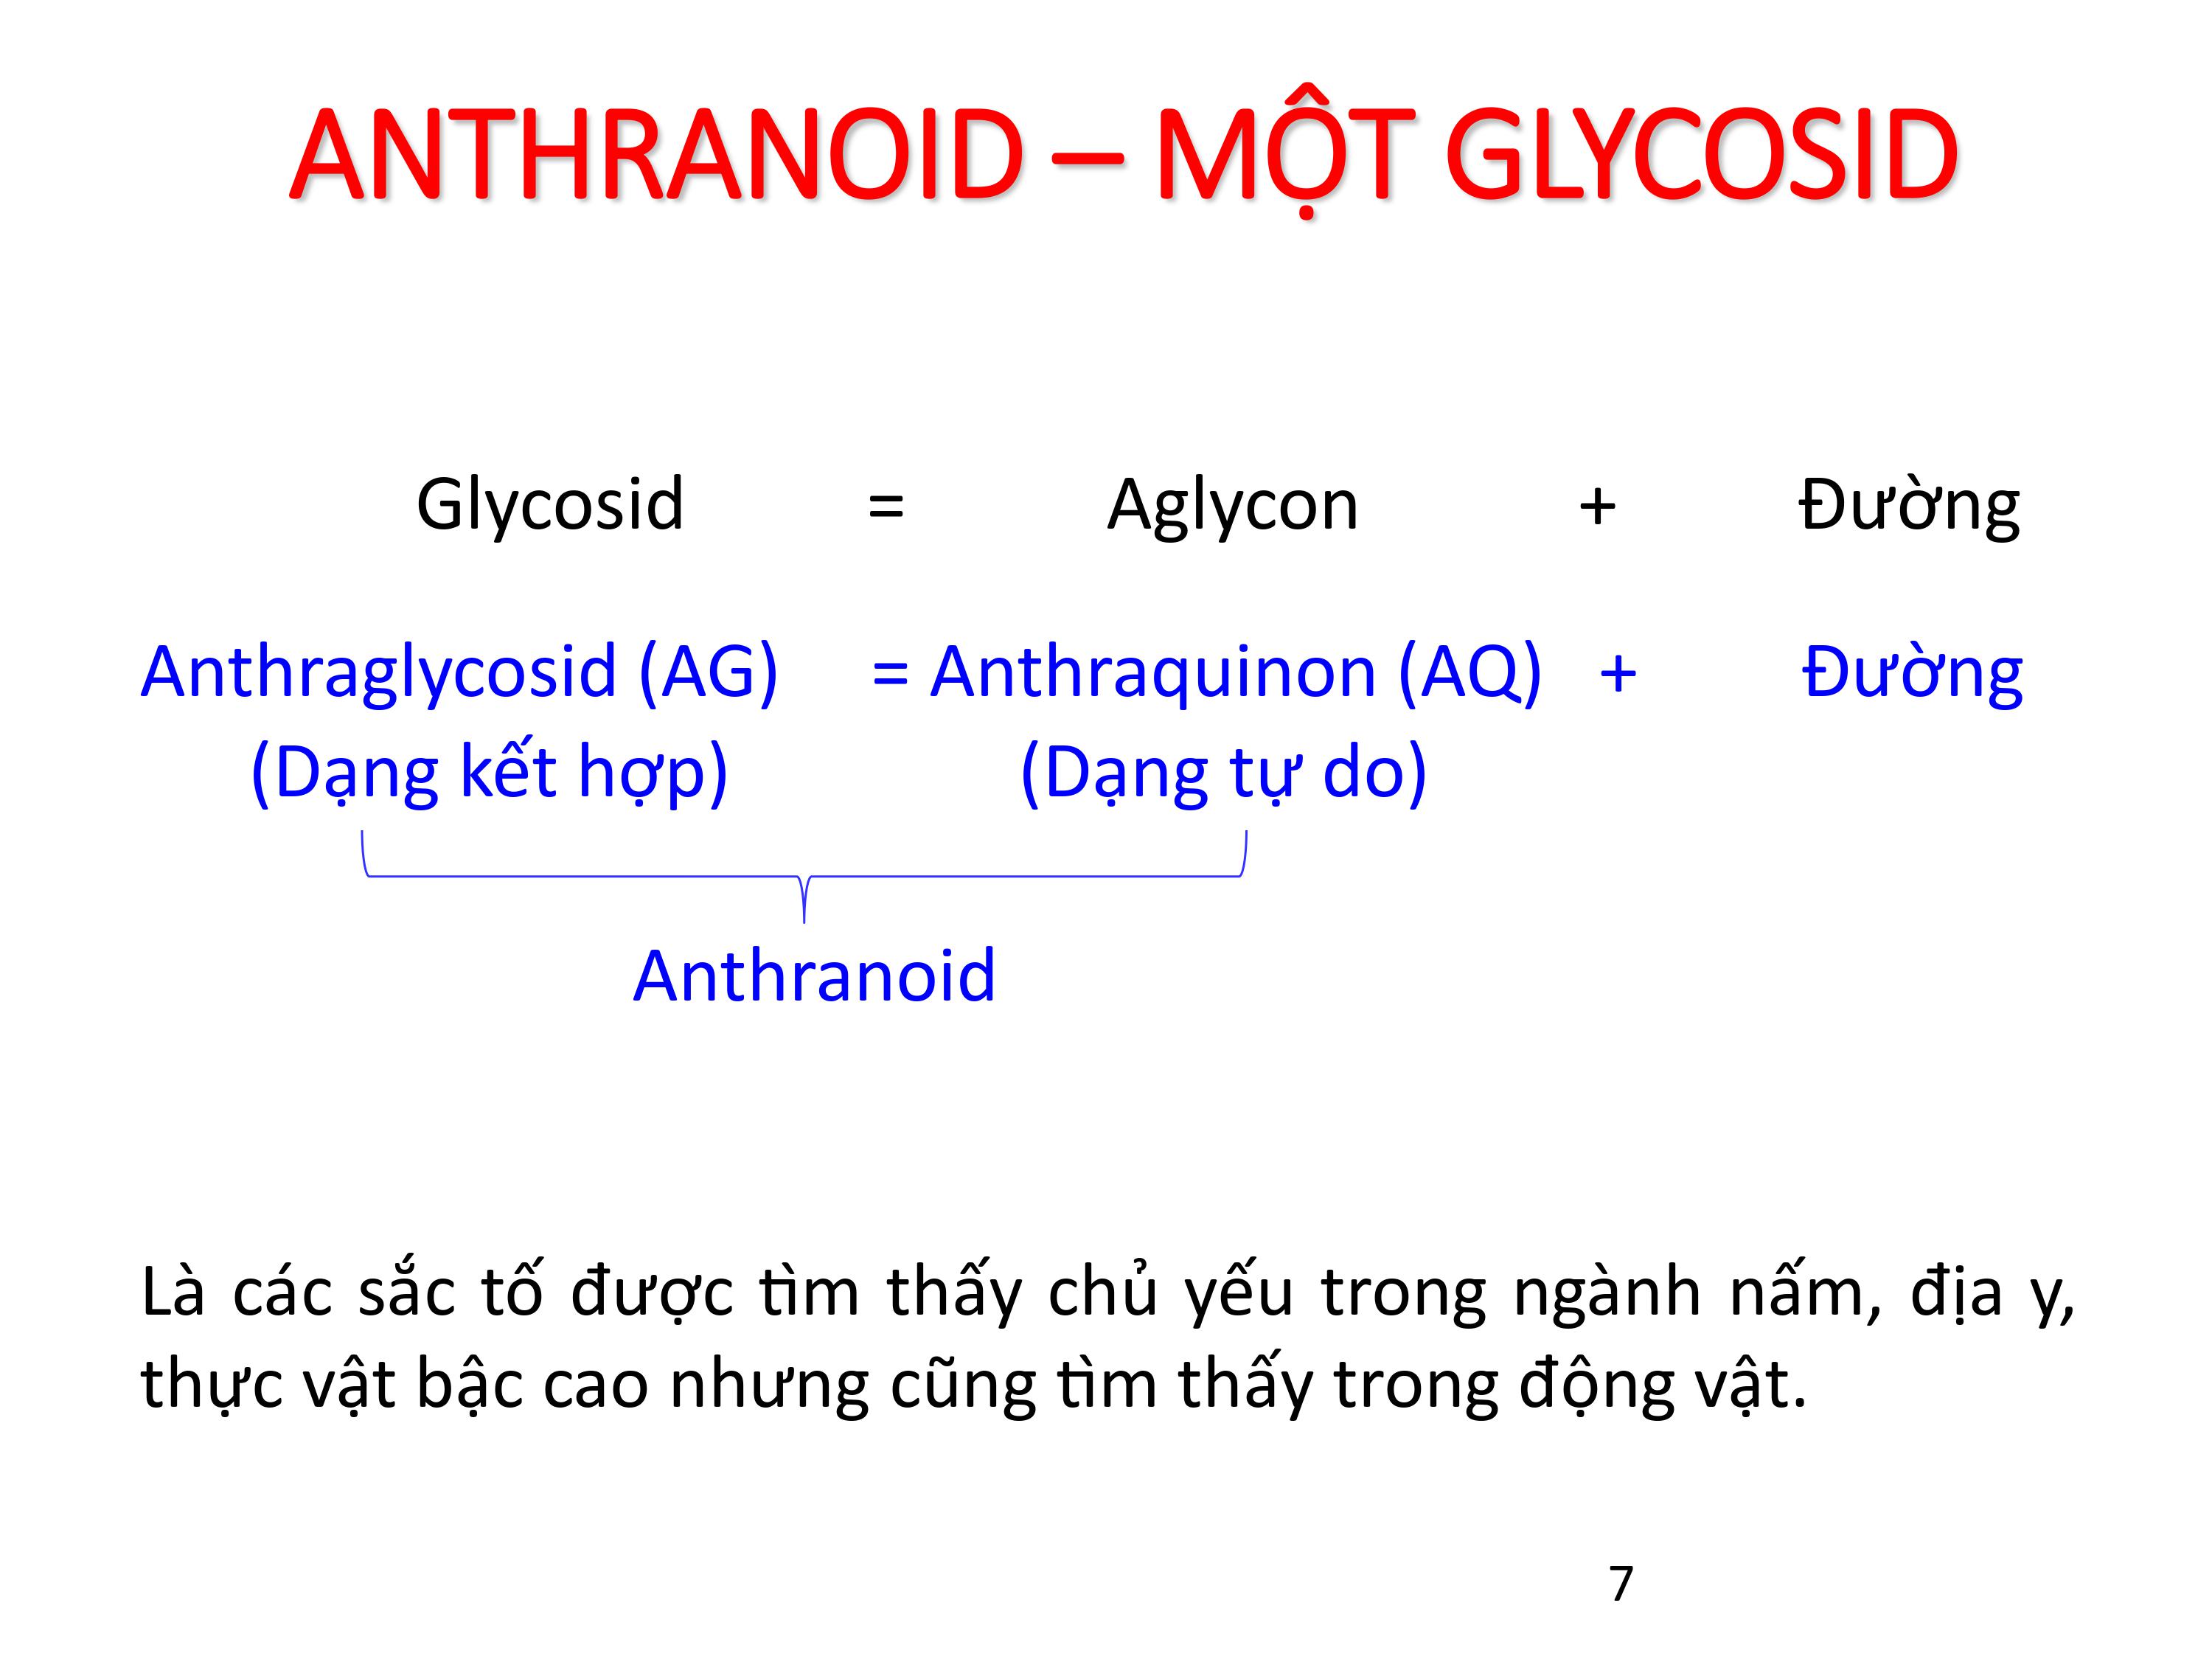 ANTHRANOID – MỘT GLYCOSID
Glycosid = Aglycon + Đường
Anthraglycosid (AG) = Anthraquinon (AQ) + Đường
(Dạng kết hợp) (Dạng tự do)
Anthranoid
Là các sắc tố được tìm thấy chủ yếu trong ngành nấm, địa y,
thực vật bậc cao nhưng cũng tìm thấy trong động vật.
7